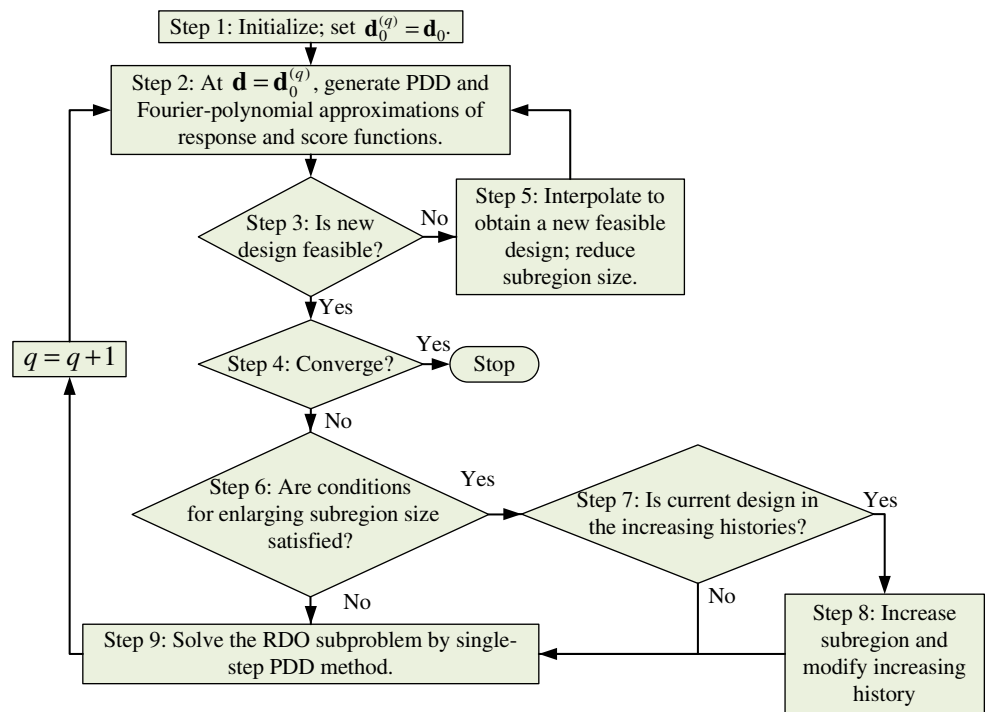 Step 1: Initialize; set d₀⁽q⁾ = d₀.
Step 2: At d = d₀⁽q⁾, generate PDD and
Fourier-polynomial approximations of
response and score functions.
Step 3: Is new
design feasible?
No
Step 5: Interpolate to
obtain a new feasible
design; reduce
subregion size.
Yes
q = q+1
Step 4: Converge?
Yes
Stop
No
Step 6: Are conditions
for enlarging subregion size
satisfied?
Yes
Step 7: Is current design in
the increasing histories?
Yes
No
No
Step 8: Increase
subregion and
modify increasing
history
Step 9: Solve the RDO subproblem by single-
step PDD method.